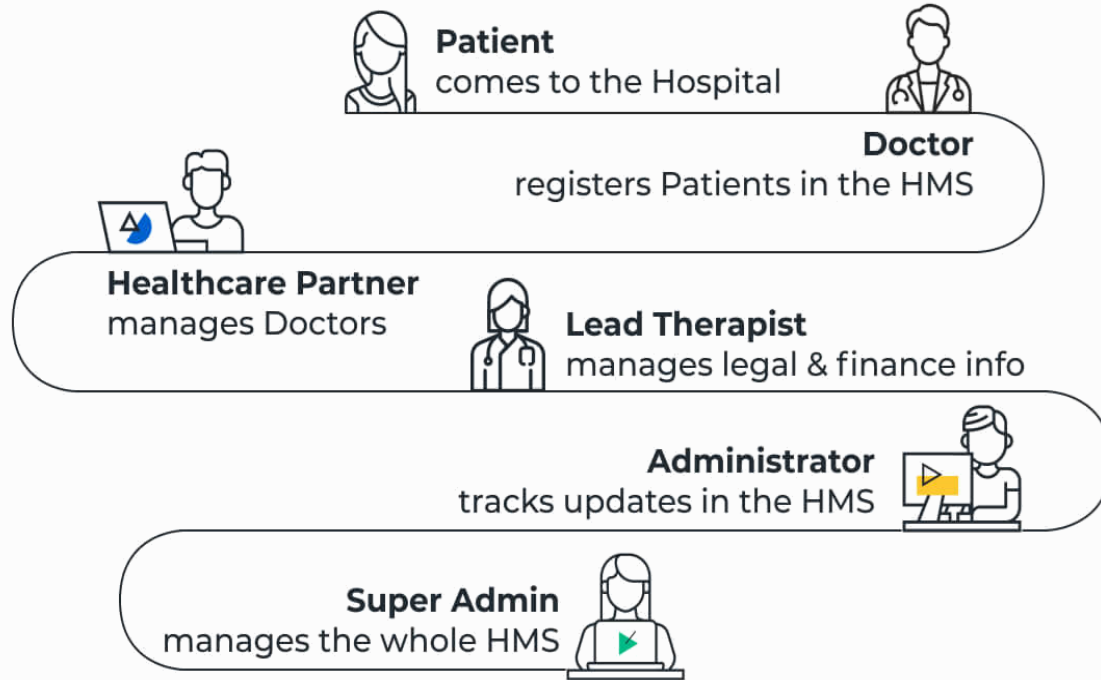 Patient
comes to the Hospital
Doctor
registers Patients in the HMS
Healthcare Partner
manages Doctors
Lead Therapist
manages legal & finance info
Administrator
tracks updates in the HMS
Super Admin
manages the whole HMS